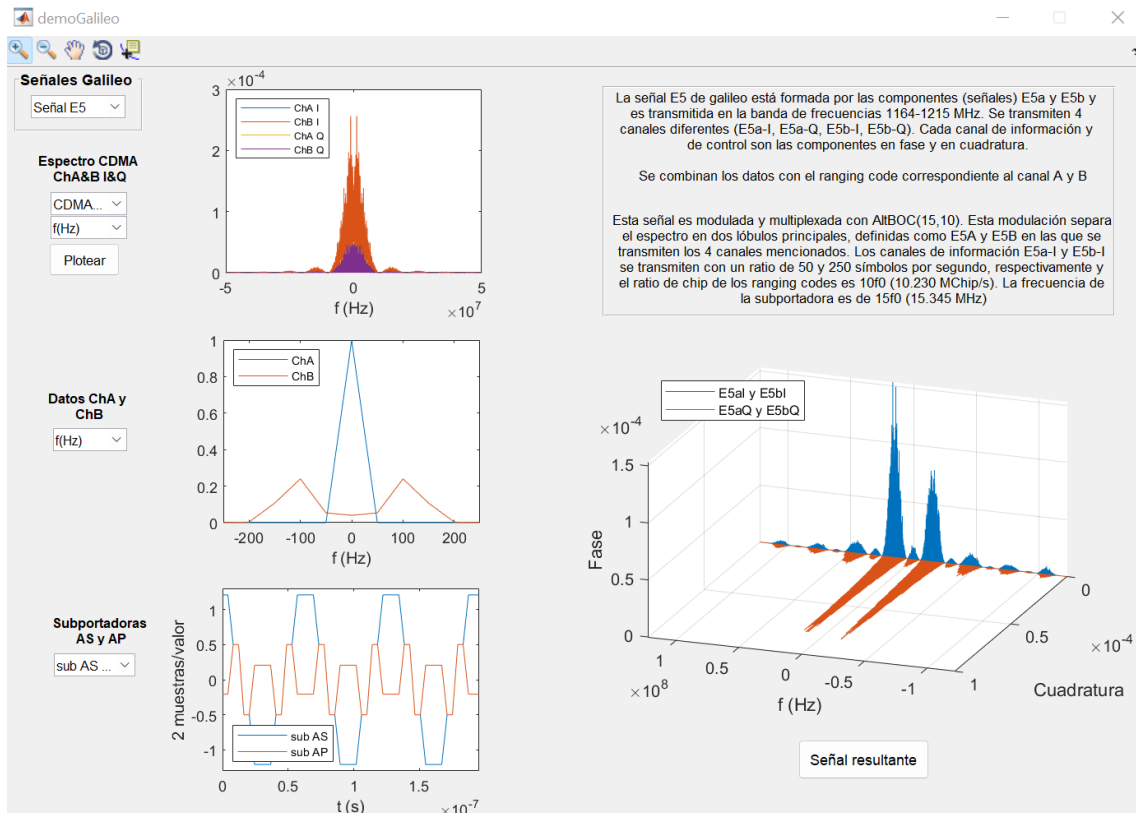 demoGalileo
Señales Galileo
Señal E5
Espectro CDMA
ChA&B I&Q
CDMA...
f(Hz)
Plotear
×10⁻⁴
3
2
1
0
ChA I
ChB I
ChA Q
ChB Q
-5
0
5
f (Hz)
×10⁷
La señal E5 de galileo está formada por las componentes (señales) E5a y E5b y
es transmitida en la banda de frecuencias 1164-1215 MHz. Se transmiten 4
canales diferentes (E5a-I, E5a-Q, E5b-I, E5b-Q). Cada canal de información y
de control son las componentes en fase y en cuadratura.
Se combinan los datos con el ranging code correspondiente al canal A y B
Esta señal es modulada y multiplexada con AltBOC(15,10). Esta modulación separa
el espectro en dos lóbulos principales, definidas como E5A y E5B en las que se
transmiten los 4 canales mencionados. Los canales de información E5a-I y E5b-I
se transmiten con un ratio de 50 y 250 símbolos por segundo, respectivamente y
el ratio de chip de los ranging codes es 10f0 (10.230 MChip/s). La frecuencia de
la subportadora es de 15f0 (15.345 MHz)
Datos ChA y
ChB
f(Hz)
1
0.8
0.6
0.4
0.2
0
ChA
ChB
-200
-100
0
100
200
f (Hz)
Subportadoras
AS y AP
sub AS ...
2 muestras/valor
1
0.5
0
-0.5
-1
sub AS
sub AP
0
0.5
1
1.5
t (s)
×10⁻⁷
E5aI y E5bI
E5aQ y E5bQ
×10⁻⁴
1.5
1
0.5
0
Fase
1
0.5
0
-0.5
-1
×10⁸
f (Hz)
0
0.5
1
×10⁻⁴
Cuadratura
Señal resultante